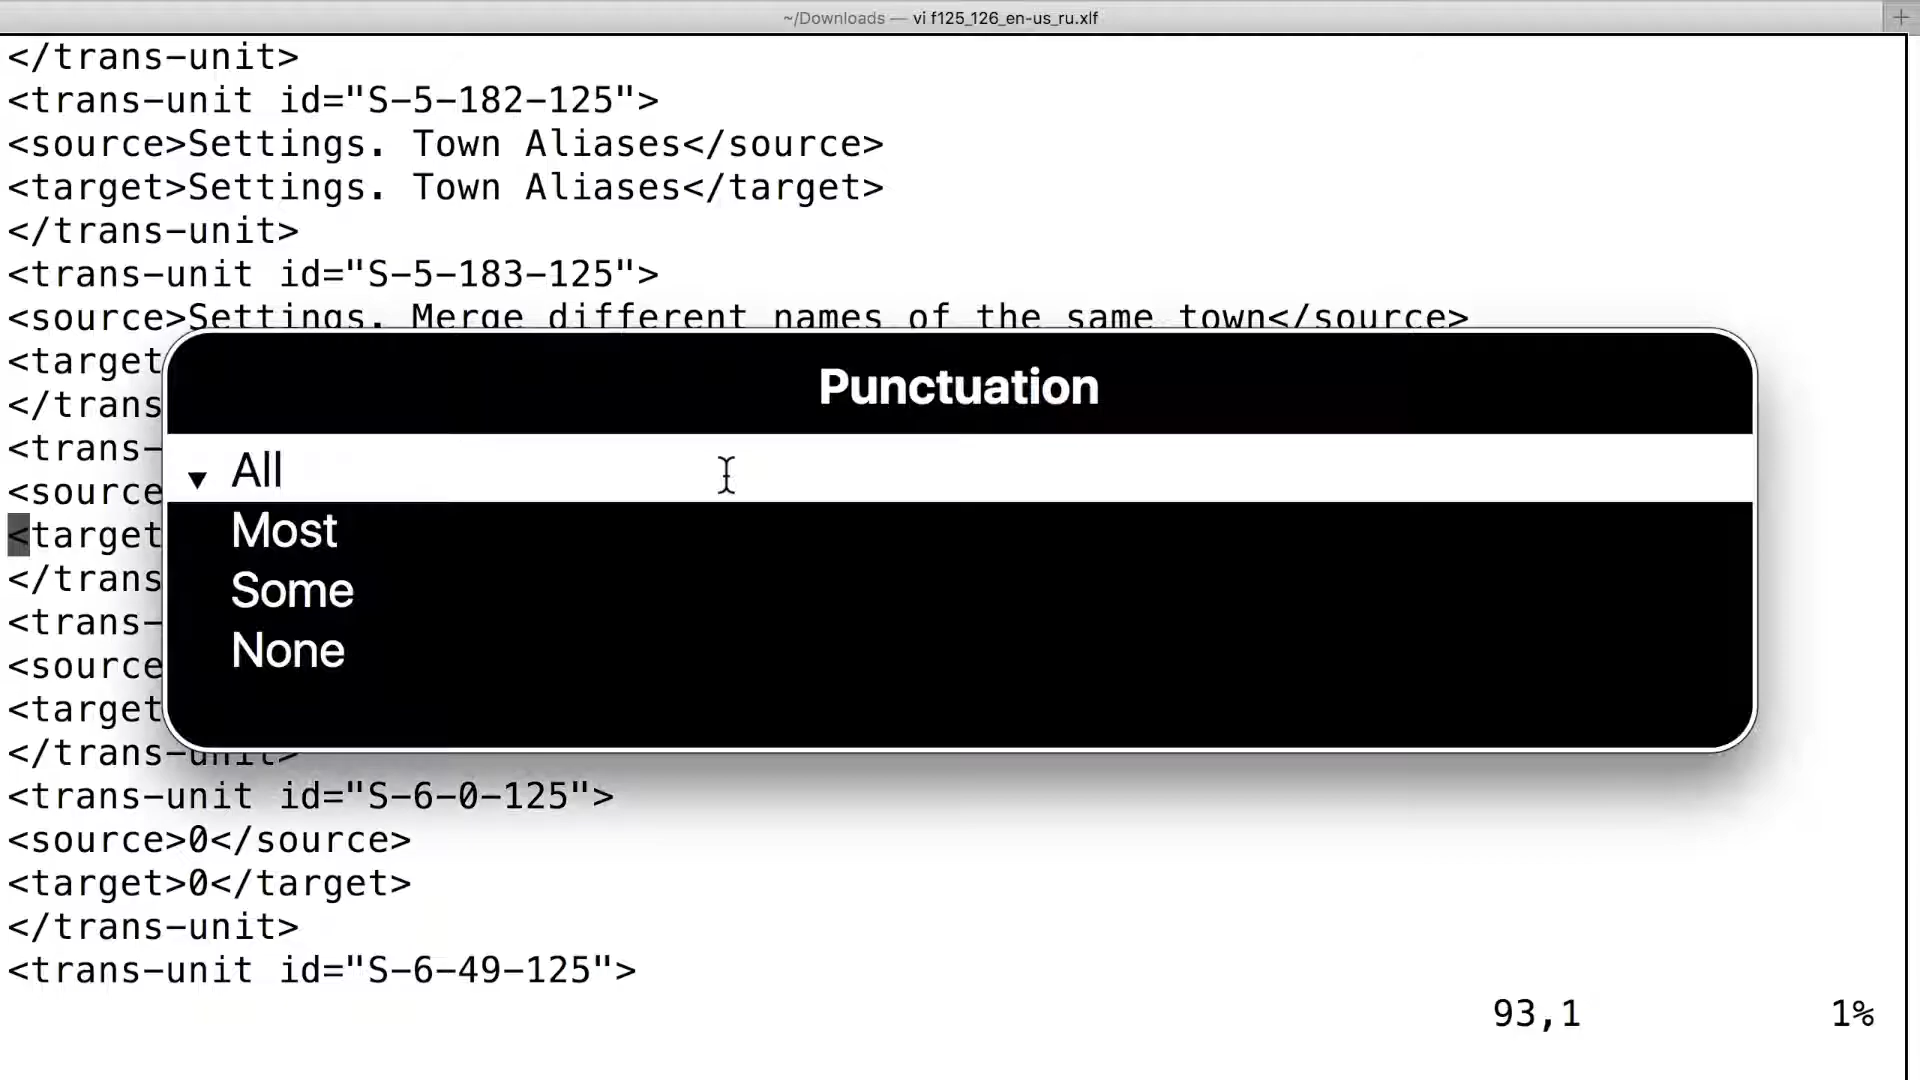 ~/Downloads — vi f125_126_en-us_ru.xlf
</trans-unit>
<trans-unit id="S-5-182-125">
<source>Settings. Town Aliases</source>
<target>Settings. Town Aliases</target>
</trans-unit>
<trans-unit id="S-5-183-125">
<source>Settings. Merge different names of the same town</source>
<target
</trans
<trans-
<source
<target
</trans
<trans-
<source
<target
</trans-unit>
Punctuation
▼ All
Most
Some
None
<trans-unit id="S-6-0-125">
<source>0</source>
<target>0</target>
</trans-unit>
<trans-unit id="S-6-49-125">
93,1 1%